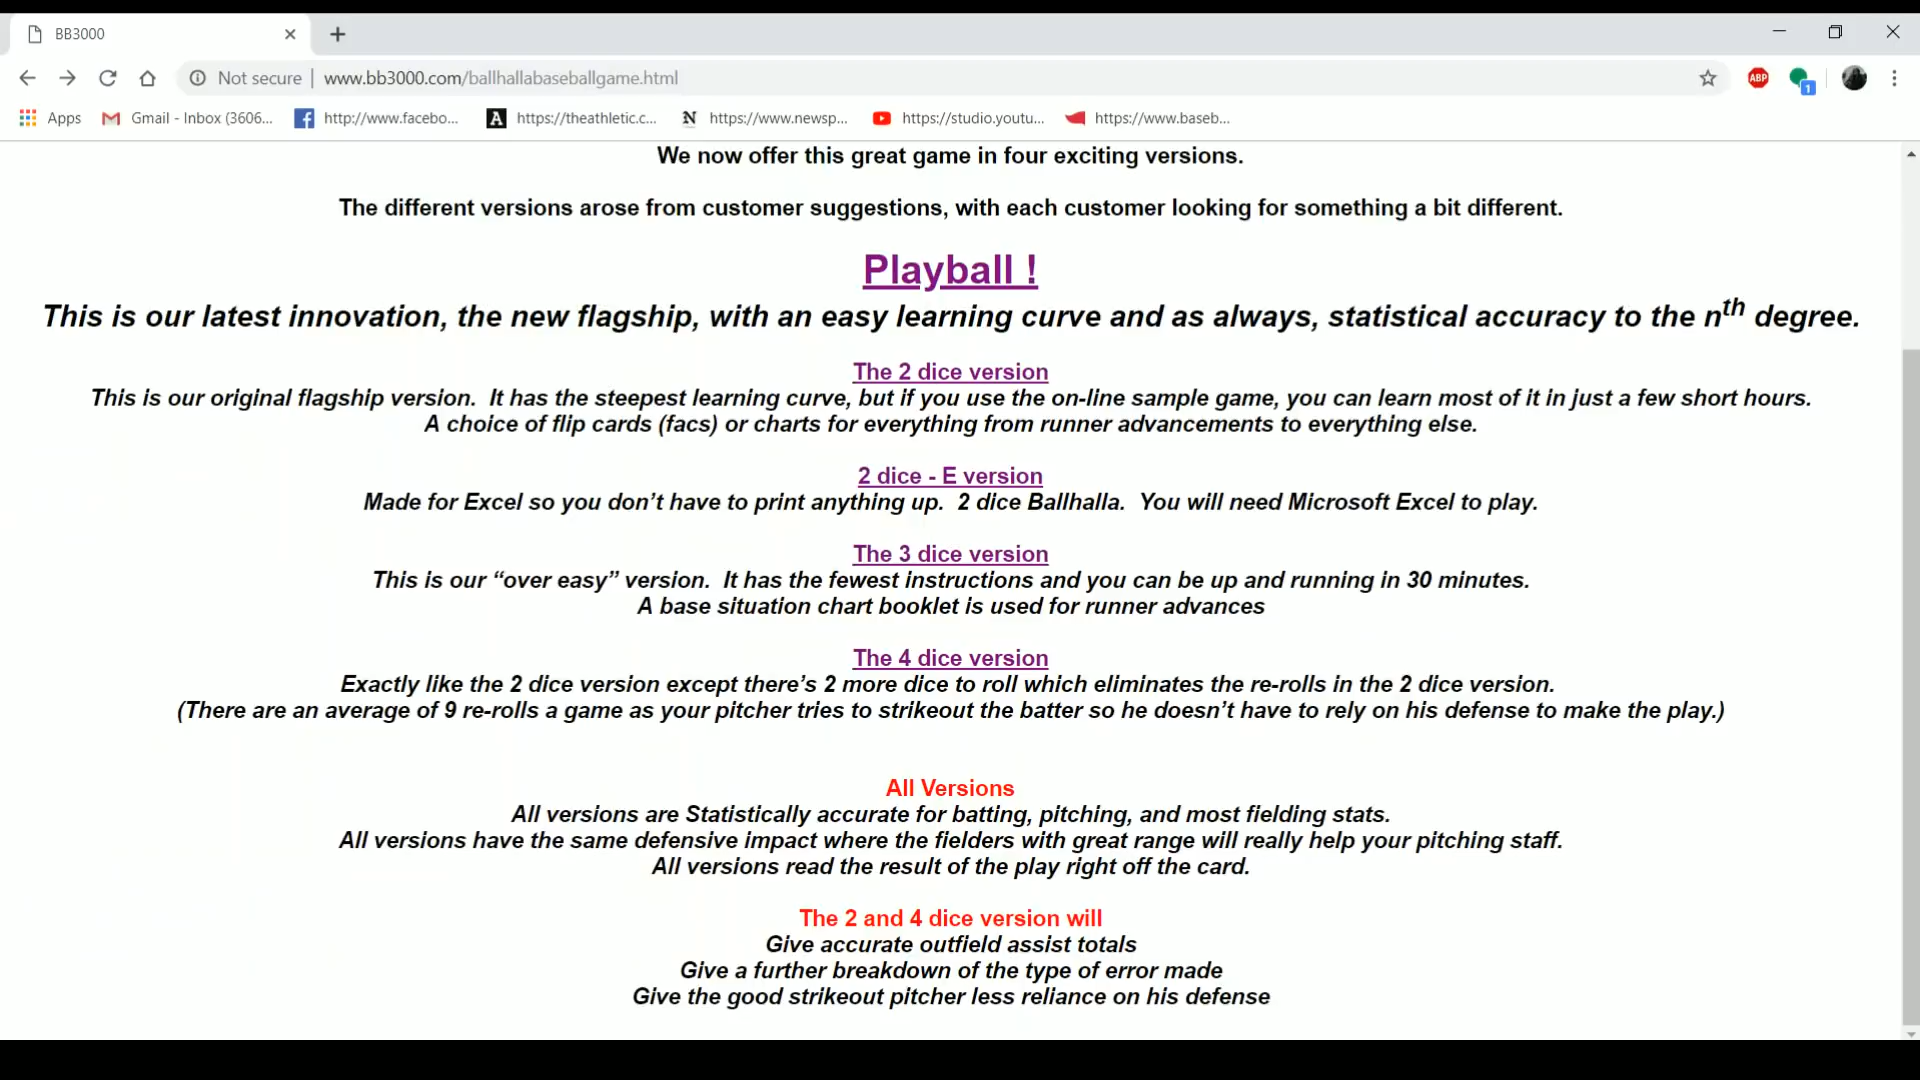 BB3000
Not secure | www.bb3000.com/ballhallabaseballgame.html
ABP
1
Apps
Gmail - Inbox (3606...
http://www.facebo...
A https://theathletic.c...
N https://www.newsp...
https://studio.youtu...
https://www.baseb...
We now offer this great game in four exciting versions.
The different versions arose from customer suggestions, with each customer looking for something a bit different.
Playball !
This is our latest innovation, the new flagship, with an easy learning curve and as always, statistical accuracy to the nth degree.
The 2 dice version
This is our original flagship version. It has the steepest learning curve, but if you use the on-line sample game, you can learn most of it in just a few short hours.
A choice of flip cards (facs) or charts for everything from runner advancements to everything else.
2 dice - E version
Made for Excel so you don’t have to print anything up. 2 dice Ballhalla. You will need Microsoft Excel to play.
The 3 dice version
This is our “over easy” version. It has the fewest instructions and you can be up and running in 30 minutes.
A base situation chart booklet is used for runner advances
The 4 dice version
Exactly like the 2 dice version except there’s 2 more dice to roll which eliminates the re-rolls in the 2 dice version.
(There are an average of 9 re-rolls a game as your pitcher tries to strikeout the batter so he doesn’t have to rely on his defense to make the play.)
All Versions
All versions are Statistically accurate for batting, pitching, and most fielding stats.
All versions have the same defensive impact where the fielders with great range will really help your pitching staff.
All versions read the result of the play right off the card.
The 2 and 4 dice version will
Give accurate outfield assist totals
Give a further breakdown of the type of error made
Give the good strikeout pitcher less reliance on his defense